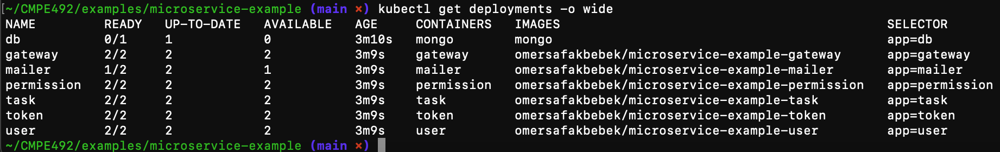 [~/CMPE492/examples/microservice-example (main ×) kubectl get deployments -o wide
NAME READY UP-TO-DATE AVAILABLE AGE CONTAINERS IMAGES SELECTOR
db 0/1 1 0 3m10s mongo mongo app=db
gateway 2/2 2 2 3m9s gateway omersafakbebek/microservice-example-gateway app=gateway
mailer 1/2 2 1 3m9s mailer omersafakbebek/microservice-example-mailer app=mailer
permission 2/2 2 2 3m9s permission omersafakbebek/microservice-example-permission app=permission
task 2/2 2 2 3m9s task omersafakbebek/microservice-example-task app=task
token 2/2 2 2 3m9s token omersafakbebek/microservice-example-token app=token
user 2/2 2 2 3m9s user omersafakbebek/microservice-example-user app=user
~/CMPE492/examples/microservice-example (main ×)